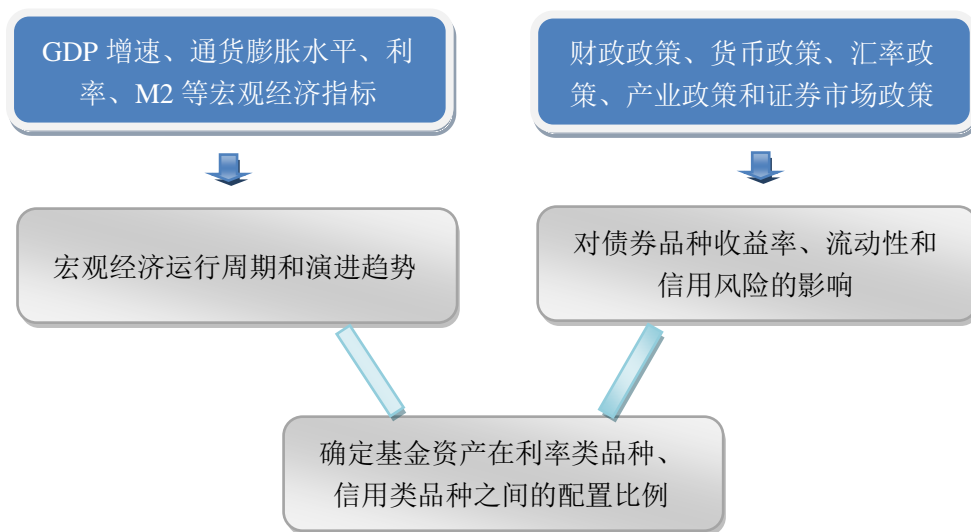 GDP 增速、通货膨胀水平、利
率、M2 等宏观经济指标
财政政策、货币政策、汇率政
策、产业政策和证券市场政策
宏观经济运行周期和演进趋势
对债券品种收益率、流动性和
信用风险的影响
确定基金资产在利率类品种、
信用类品种之间的配置比例